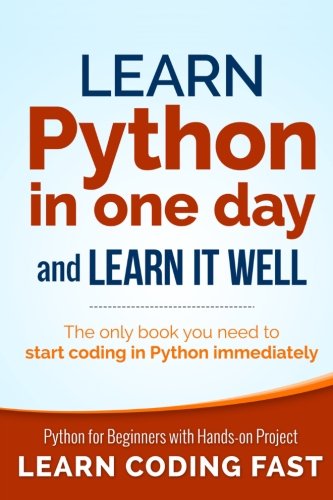 LEARN
Python
in one day
and LEARN IT WELL
The only book you need to
start coding in Python immediately
Python for Beginners with Hands-on Project
LEARN CODING FAST